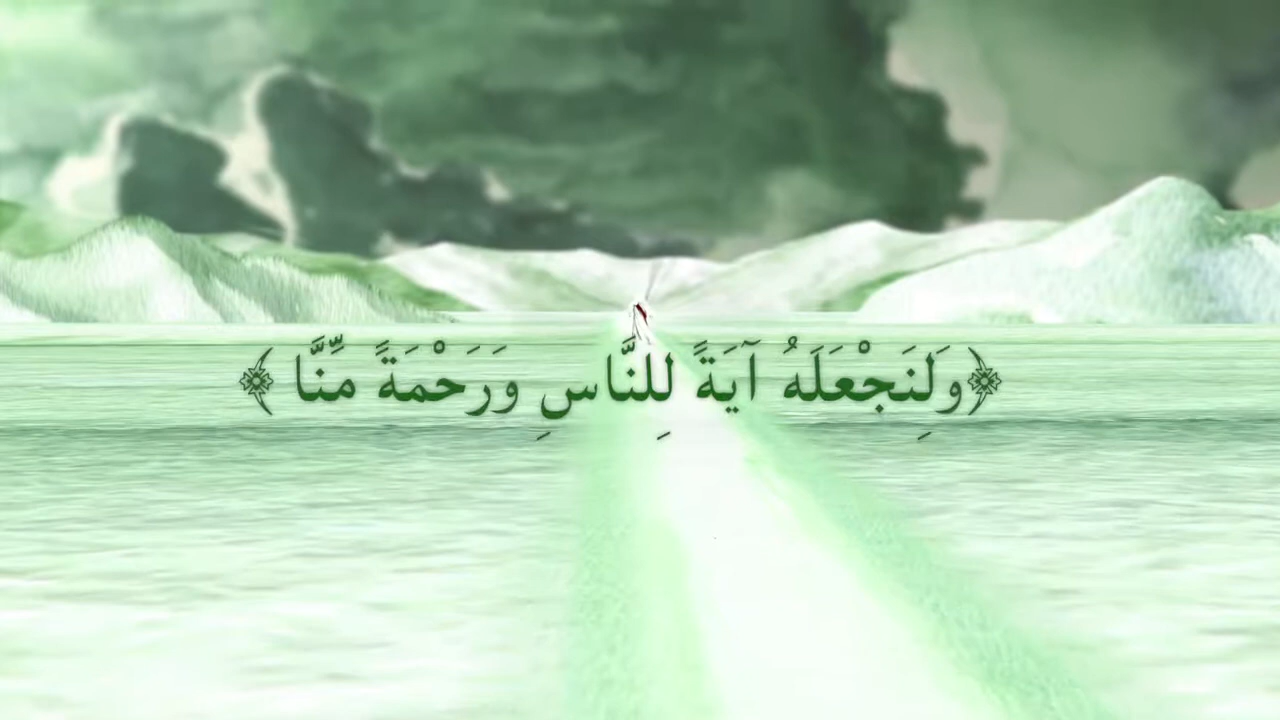 ﴿وَلِنَجْعَلَهُ آيَةً لِلنَّاسِ وَرَحْمَةً مِّنَّا﴾